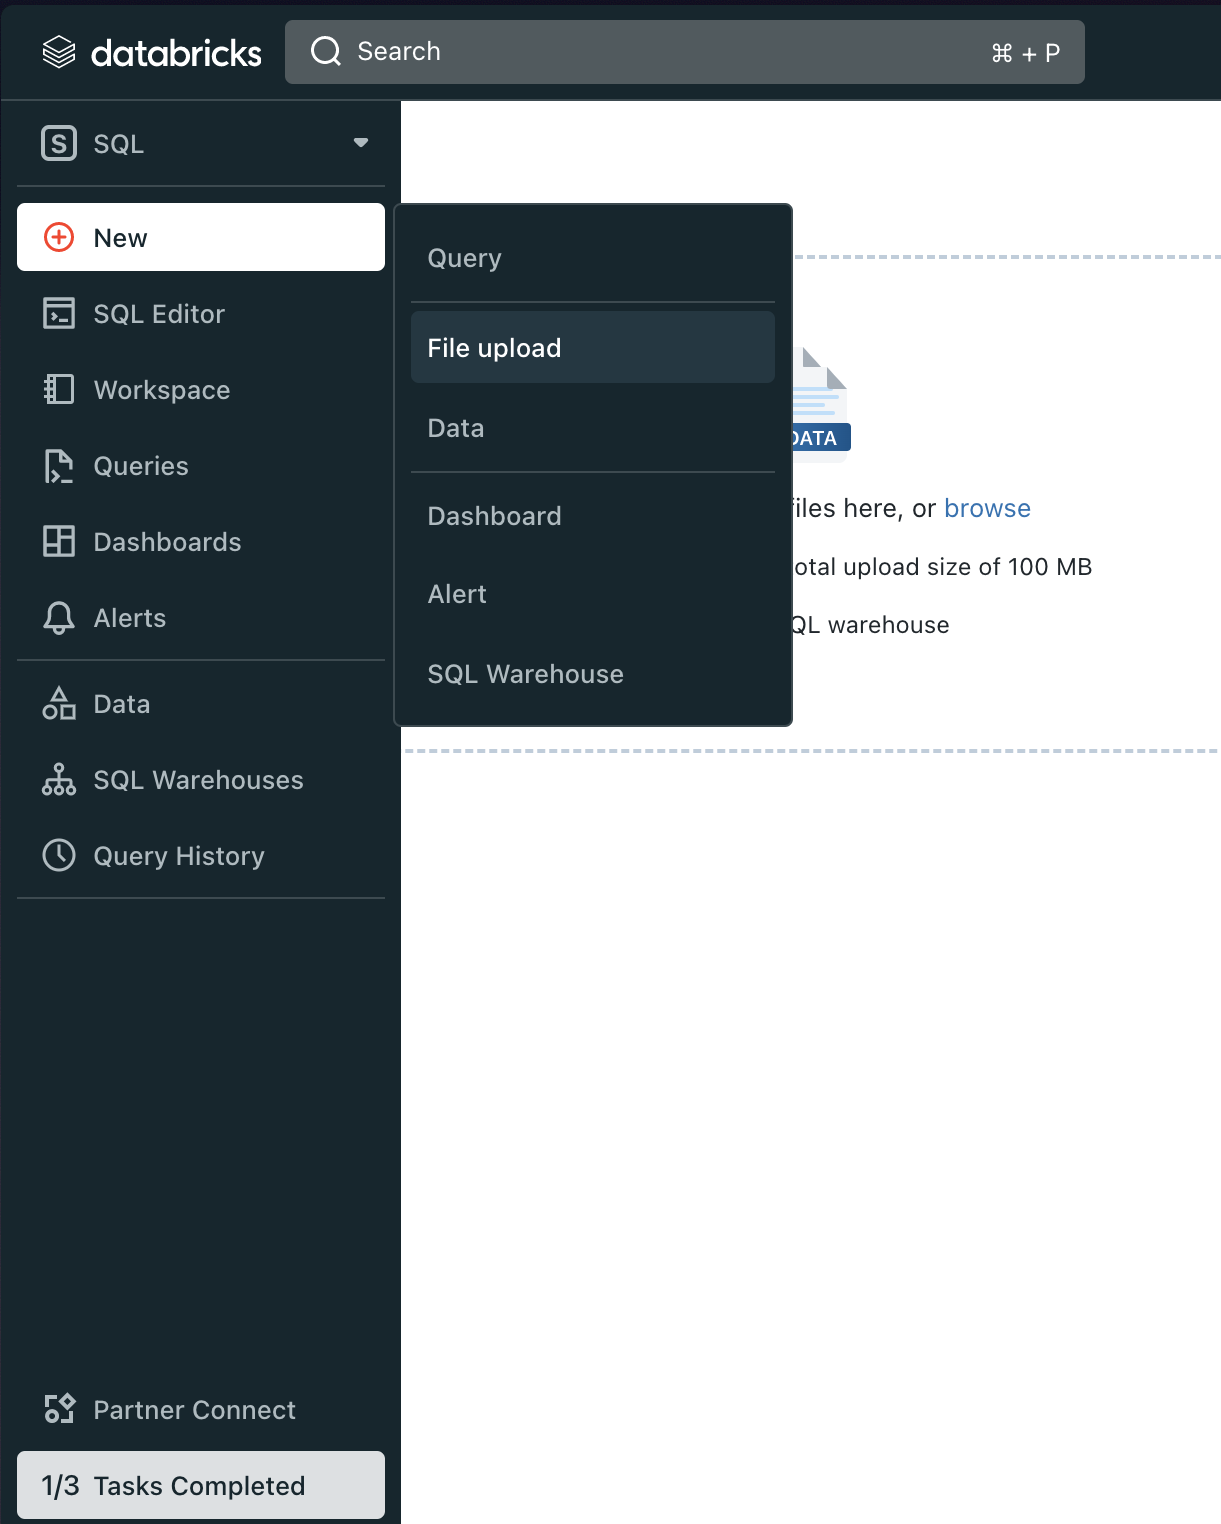 databricks
Search
⌘ + P
S SQL
New
SQL Editor
Workspace
Queries
Dashboards
Alerts
Data
SQL Warehouses
Query History
Partner Connect
1/3 Tasks Completed
Query
File upload
Data
Dashboard
Alert
SQL Warehouse
DATA
files here, or browse
otal upload size of 100 MB
QL warehouse